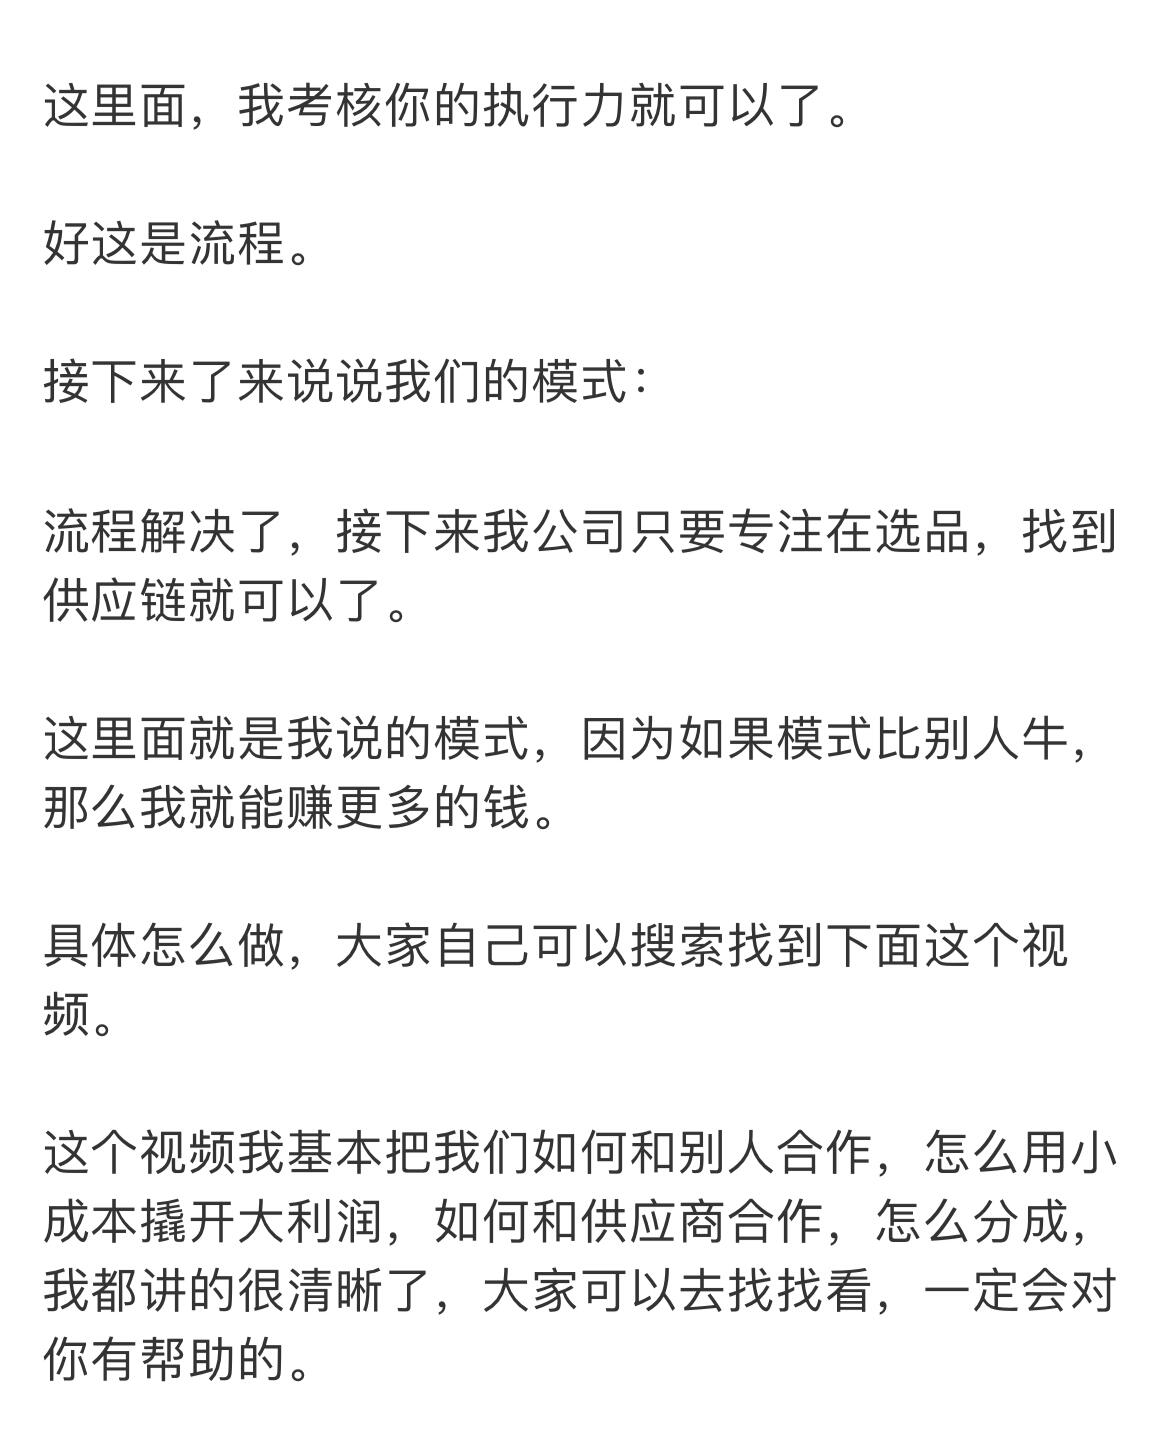 这里面，我考核你的执行力就可以了。
好这是流程。
接下来了来说说我们的模式：
流程解决了，接下来我公司只要专注在选品，找到
供应链就可以了。
这里面就是我说的模式，因为如果模式比别人牛，
那么我就能赚更多的钱。
具体怎么做，大家自己可以搜索找到下面这个视
频。
这个视频我基本把我们如何和别人合作，怎么用小
成本撬开大利润，如何和供应商合作，怎么分成，
我都讲的很清晰了，大家可以去找找看，一定会对
你有帮助的。